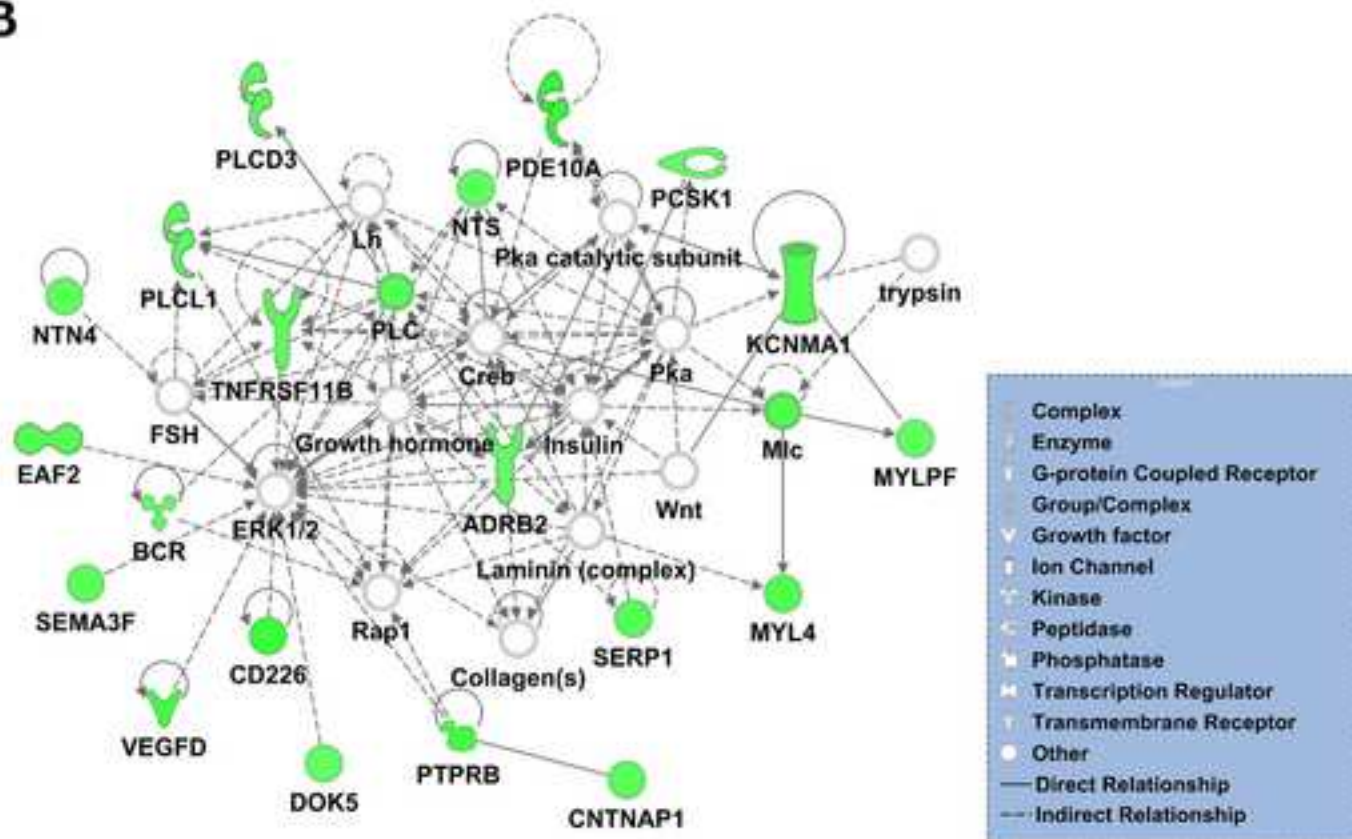 B
PLCD3
PDE10A
PCSK1
Lh
NTS
Pka catalytic subunit
trypsin
PLCL1
NTN4
PLC
KCNMA1
TNFRSF11B
Creb
Pka
FSH
Growth hormone
Insulin
Mlc
EAF2
MYLPF
Wnt
ERK1/2
ADRB2
BCR
Laminin (complex)
SEMA3F
Rap1
MYL4
SERP1
CD226
Collagen(s)
VEGFD
PTPRB
DOK5
CNTNAP1
Complex
Enzyme
G-protein Coupled Receptor
Group/Complex
Growth factor
Ion Channel
Kinase
Peptidase
Phosphatase
Transcription Regulator
Transmembrane Receptor
Other
Direct Relationship
Indirect Relationship